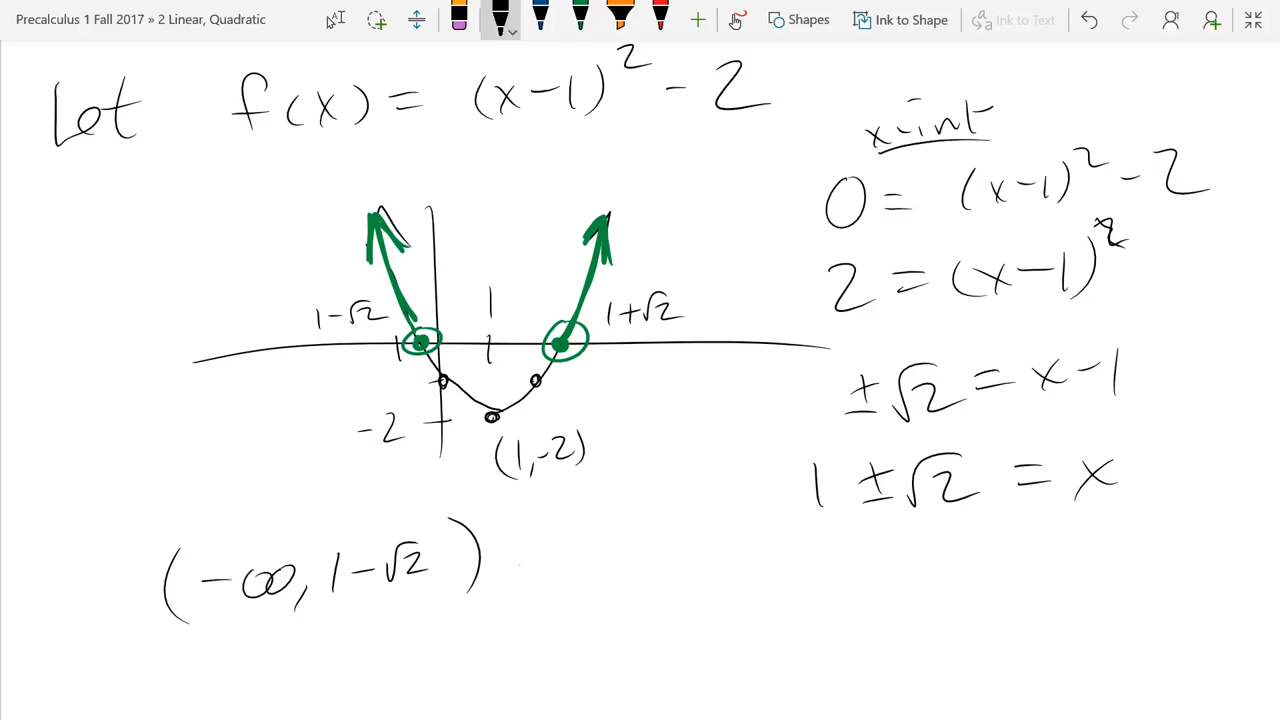 Precalculus 1 Fall 2017 » 2 Linear, Quadratic
Shapes
Ink to Shape
Ink to Text
Let f(x) = (x-1)² - 2
x-int
0 = (x-1)² - 2
2 = (x-1)²
±√2 = x-1
1 ±√2 = x
1-√2
1
1+√2
-2
(1,-2)
(-∞, 1-√2)